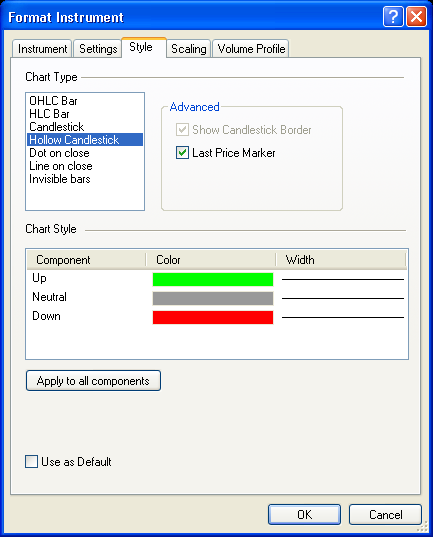 Format Instrument
Instrument Settings Style Scaling Volume Profile
Chart Type
OHLC Bar
HLC Bar
Candlestick
Hollow Candlestick
Dot on close
Line on close
Invisible bars
Advanced
Show Candlestick Border
Last Price Marker
Chart Style
Component Color Width
Up
Neutral
Down
Apply to all components
Use as Default
OK Cancel